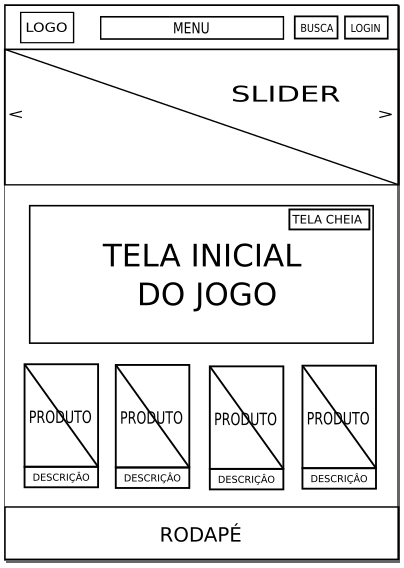 LOGO MENU BUSCA LOGIN
SLIDER
< >
TELA CHEIA
TELA INICIAL
DO JOGO
PRODUTO PRODUTO PRODUTO PRODUTO
DESCRIÇÃO DESCRIÇÃO DESCRIÇÃO DESCRIÇÃO
RODAPÉ